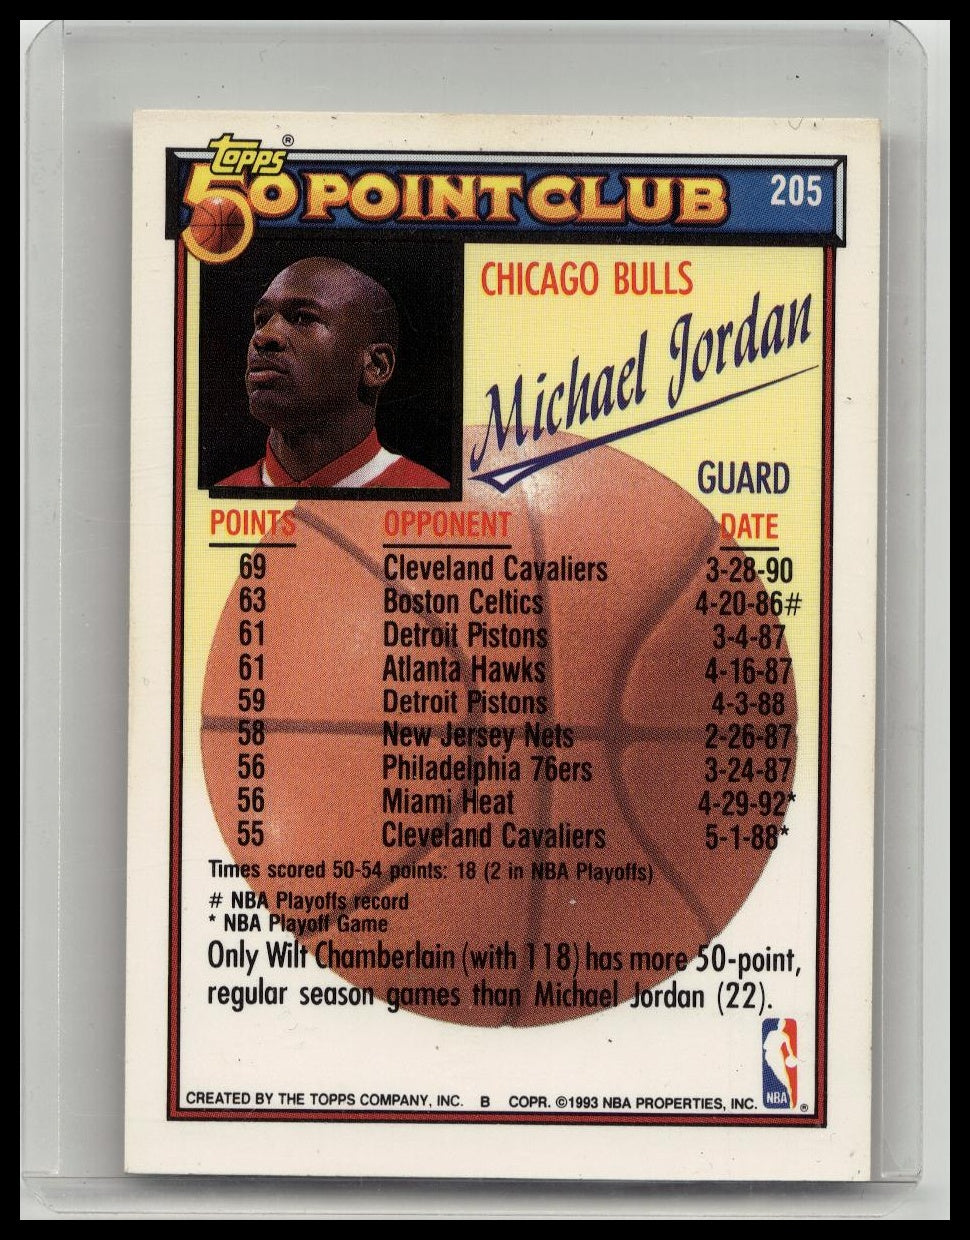 Topps®
50 POINT CLUB 205
CHICAGO BULLS
Michael Jordan
GUARD
POINTS OPPONENT DATE
69 Cleveland Cavaliers 3-28-90
63 Boston Celtics 4-20-86#
61 Detroit Pistons 3-4-87
61 Atlanta Hawks 4-16-87
59 Detroit Pistons 4-3-88
58 New Jersey Nets 2-26-87
56 Philadelphia 76ers 3-24-87
56 Miami Heat 4-29-92*
55 Cleveland Cavaliers 5-1-88*
Times scored 50-54 points: 18 (2 in NBA Playoffs)
# NBA Playoffs record
* NBA Playoff Game
Only Wilt Chamberlain (with 118) has more 50-point,
regular season games than Michael Jordan (22).
NBA ®
CREATED BY THE TOPPS COMPANY, INC. B COPR. ©1993 NBA PROPERTIES, INC.